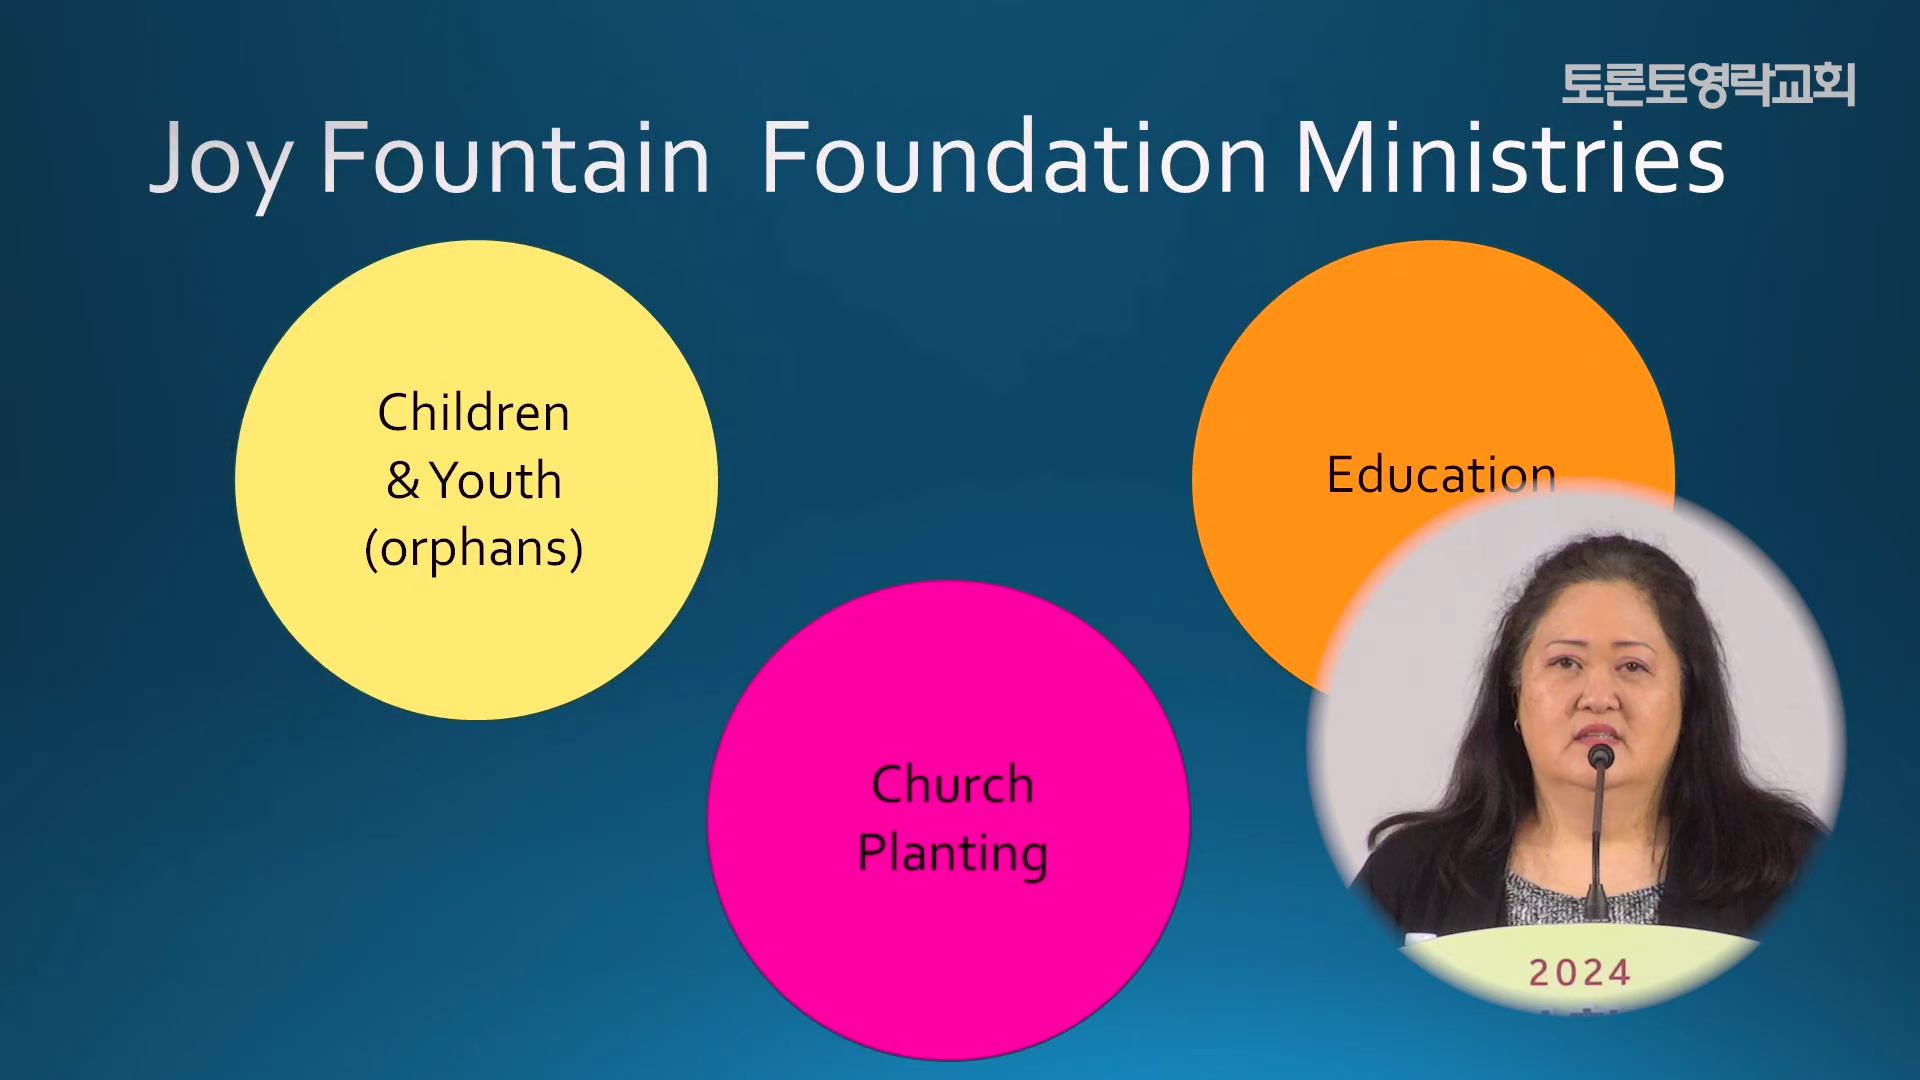 토론토영락교회
Joy Fountain Foundation Ministries
Children
& Youth
(orphans)
Education
Church
Planting
2024